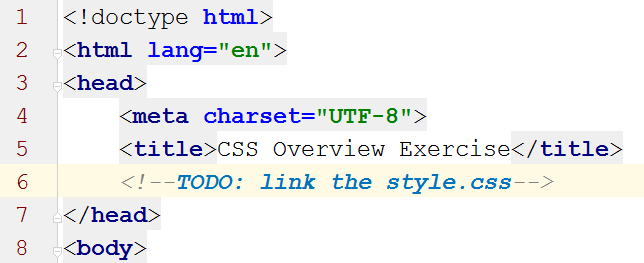 1 <!doctype html>
2 <html lang="en">
3 <head>
4 <meta charset="UTF-8">
5 <title>CSS Overview Exercise</title>
6 <!--TODO: link the style.css-->
7 </head>
8 <body>